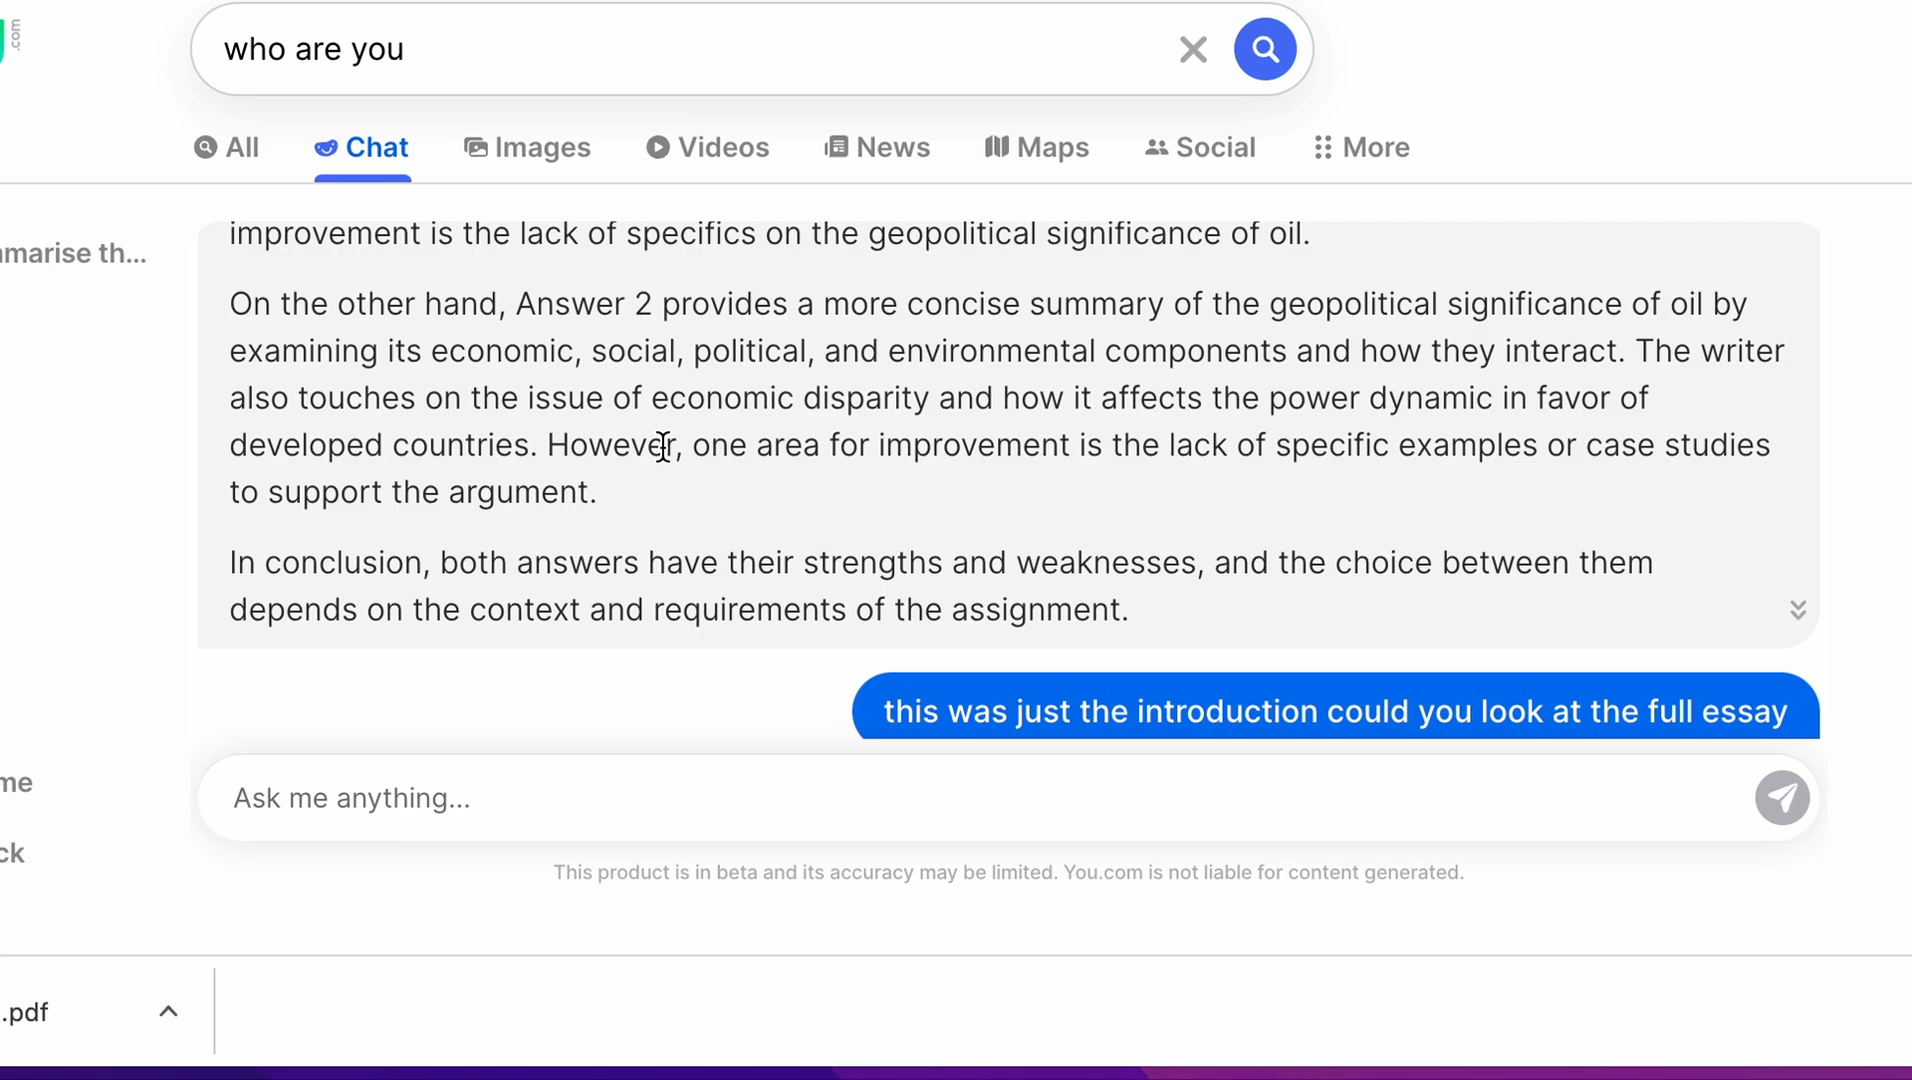 .com
who are you
All
Chat
Images
Videos
News
Maps
Social
More
marise th...
improvement is the lack of specifics on the geopolitical significance of oil.
On the other hand, Answer 2 provides a more concise summary of the geopolitical significance of oil by
examining its economic, social, political, and environmental components and how they interact. The writer
also touches on the issue of economic disparity and how it affects the power dynamic in favor of
developed countries. However, one area for improvement is the lack of specific examples or case studies
to support the argument.
In conclusion, both answers have their strengths and weaknesses, and the choice between them
depends on the context and requirements of the assignment.
this was just the introduction could you look at the full essay
me
Ask me anything...
ck
This product is in beta and its accuracy may be limited. You.com is not liable for content generated.
.pdf